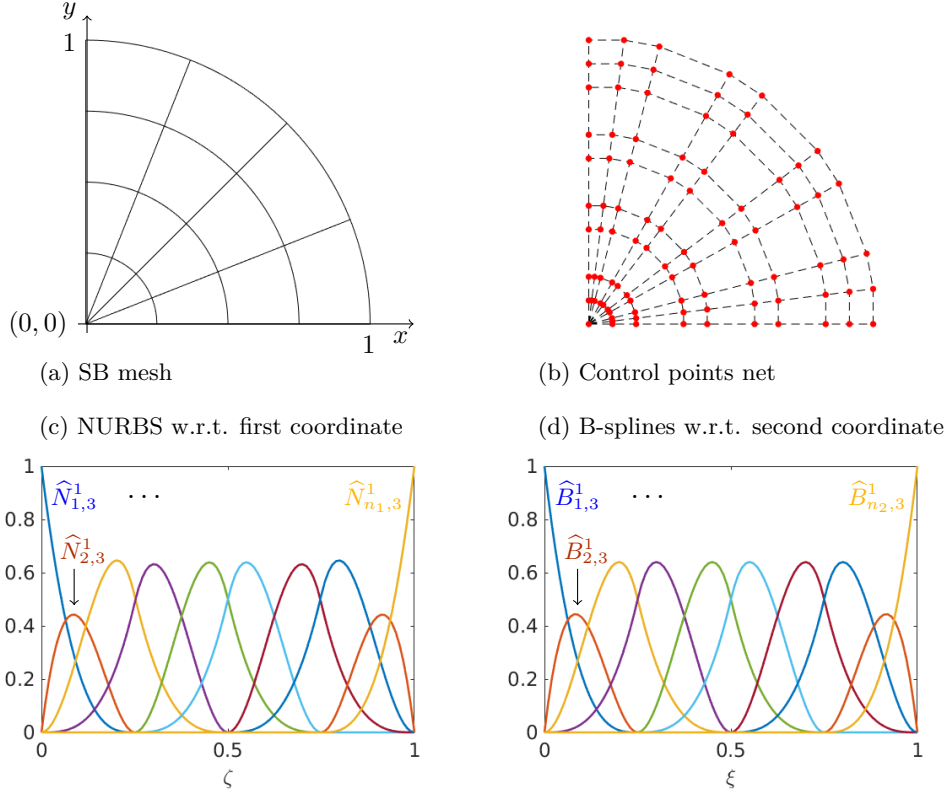 y
1
(0, 0)
1
x
(a) SB mesh
(b) Control points net
(c) NURBS w.r.t. first coordinate
(d) B-splines w.r.t. second coordinate
1
0.8
0.6
0.4
0.2
0
0
0.5
1
ζ
N̂¹₁,₃
· · ·
N̂¹ₙ₁,₃
N̂¹₂,₃
1
0.8
0.6
0.4
0.2
0
0
0.5
1
ξ
B̂¹₁,₃
· · ·
B̂¹ₙ₂,₃
B̂¹₂,₃